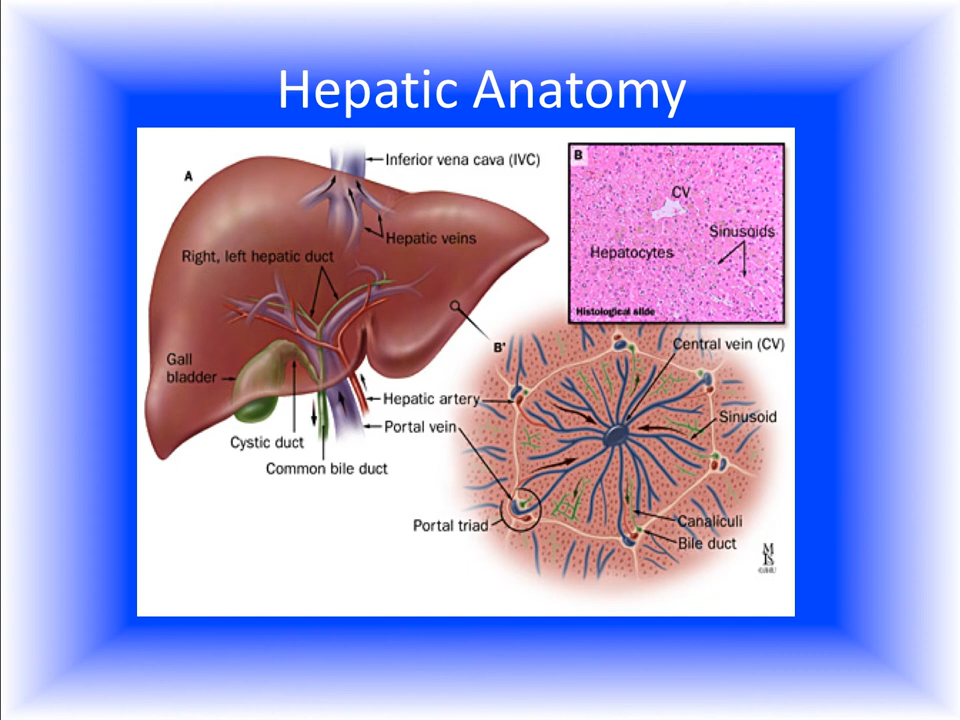 Hepatic Anatomy
A
Inferior vena cava (IVC)
Hepatic veins
Right, left hepatic duct
Gall
bladder
Hepatic artery
Portal vein
Cystic duct
Common bile duct
Portal triad
B
CV
Sinusoids
Hepatocytes
Histological slide
B'
Central vein (CV)
Sinusoid
Canaliculi
Bile duct